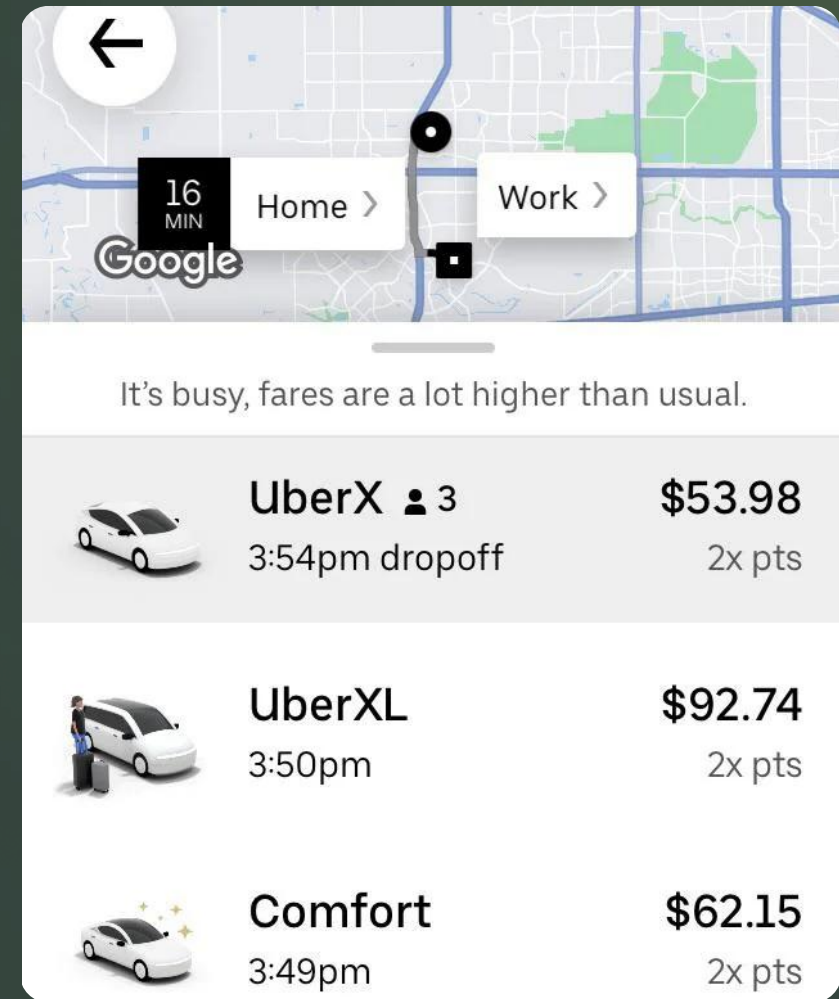 16
MIN
Home
Work
Google
It’s busy, fares are a lot higher than usual.
UberX 3
$53.98
3:54pm dropoff
2x pts
UberXL
$92.74
3:50pm
2x pts
Comfort
$62.15
3:49pm
2x pts